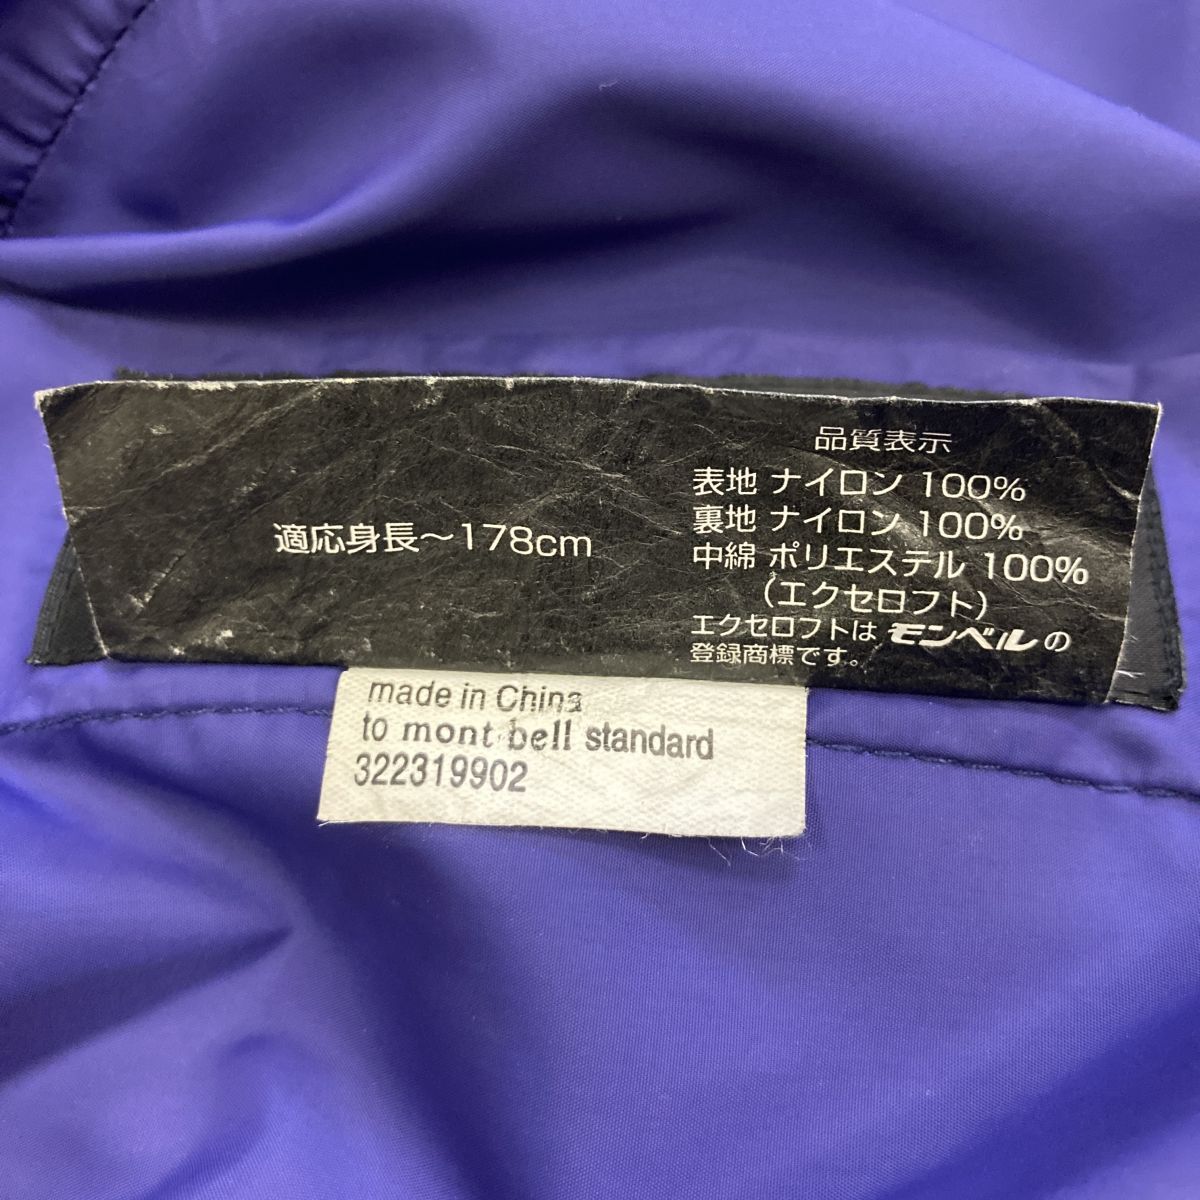 適応身長～178cm
品質表示
表地 ナイロン 100%
裏地 ナイロン 100%
中綿 ポリエステル 100%
（エクセロフト）
エクセロフトは モンベル の
登録商標です。
made in China
to mont·bell standard
322319902